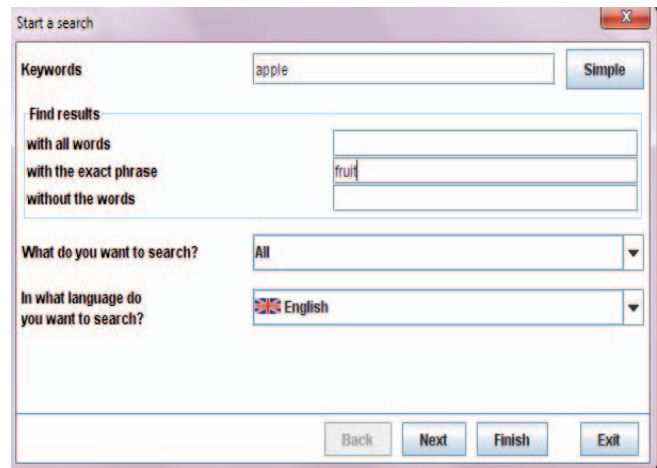 Start a search
X
Keywords apple Simple
Find results
with all words
with the exact phrase fruit
without the words
What do you want to search? All
In what language do
you want to search? English
Back Next Finish Exit